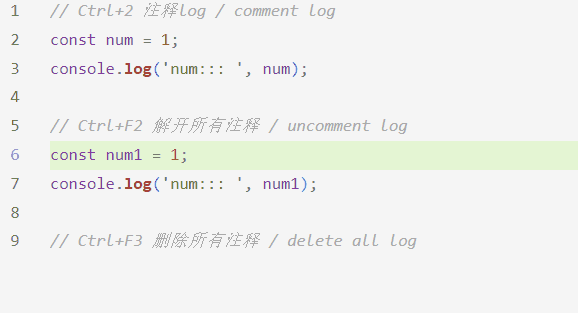 1 // Ctrl+2 注释log / comment log
2 const num = 1;
3 console.log('num::: ', num);
4
5 // Ctrl+F2 解开所有注释 / uncomment log
6 const num1 = 1;
7 console.log('num::: ', num1);
8
9 // Ctrl+F3 删除所有注释 / delete all log